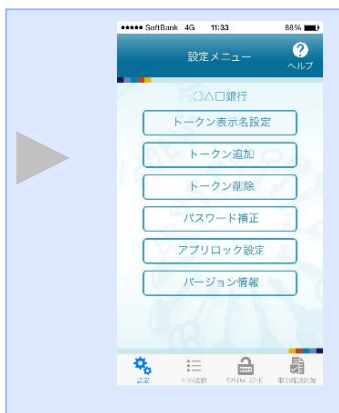 ●●●●● SoftBank 4G 11:33 58%
設定メニュー
?
ヘルプ
○△□銀行
トークン表示名設定
トークン追加
トークン削除
パスワード補正
アプリロック設定
バージョン情報
設定